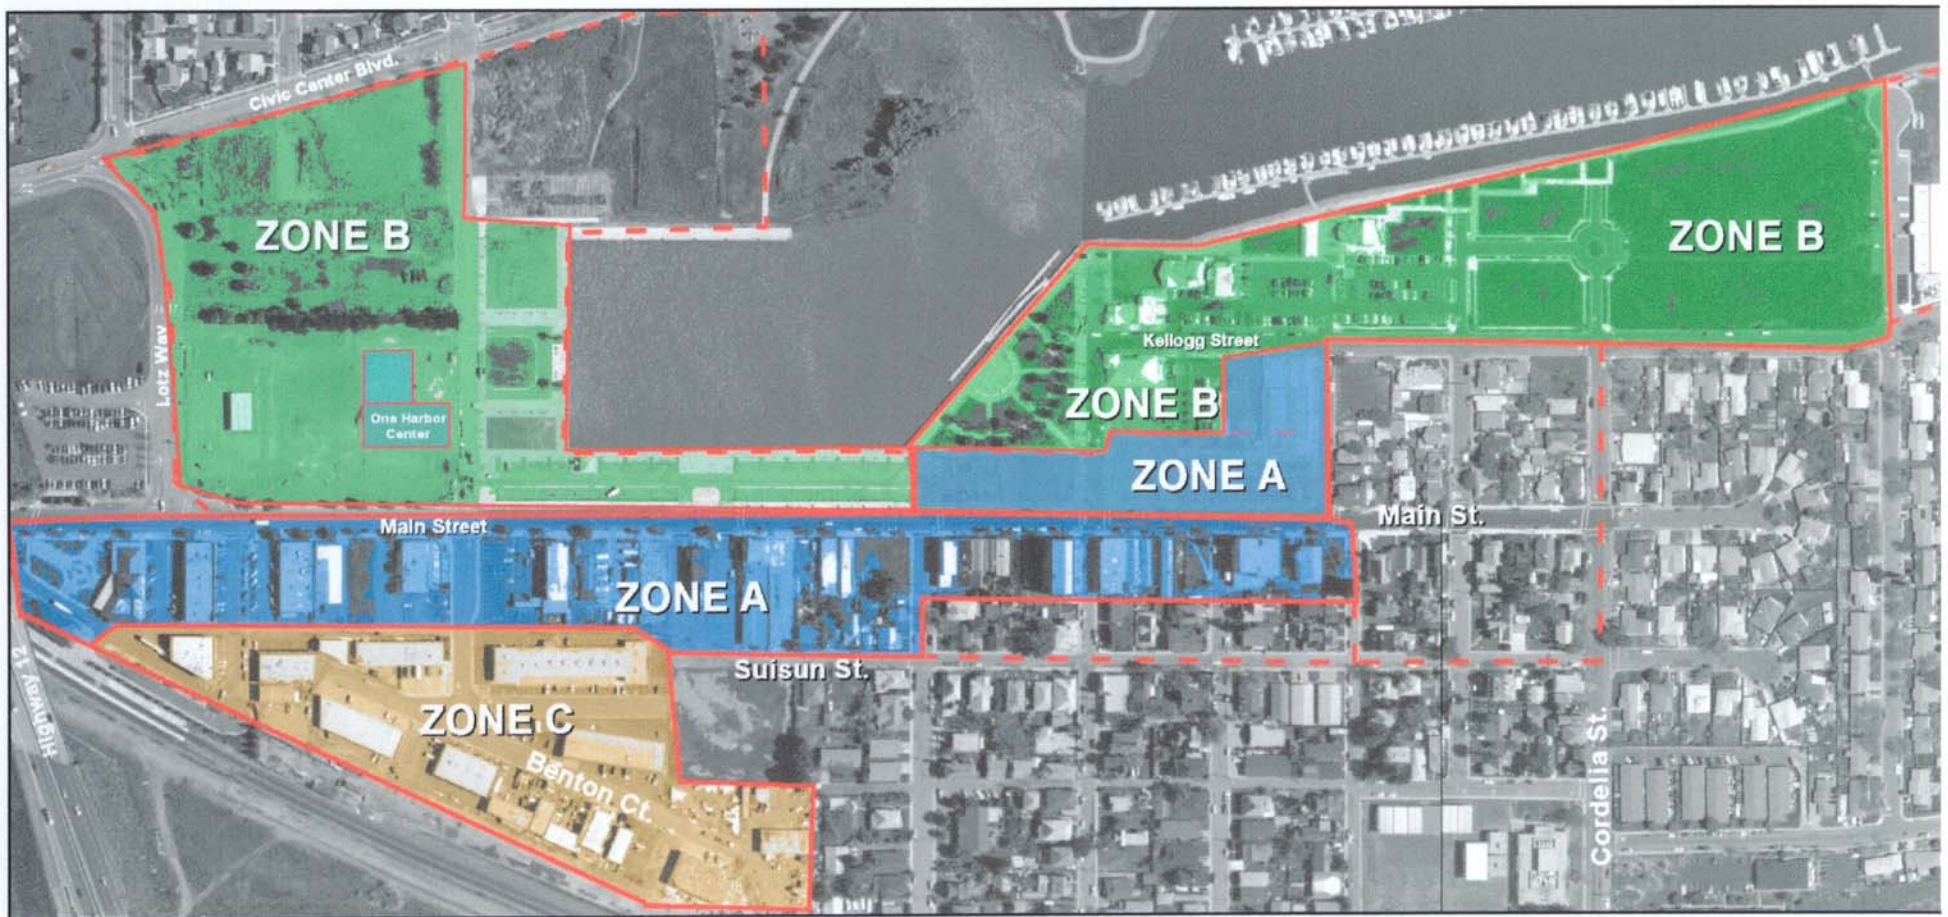 Civic Center Blvd.
ZONE B
ZONE B
Lotz Way
Kellogg Street
ZONE B
One Harbor
Center
ZONE A
Main Street
Main St.
ZONE A
Suisun St.
Highway 12
ZONE C
Benton Ct.
Cordelia St.